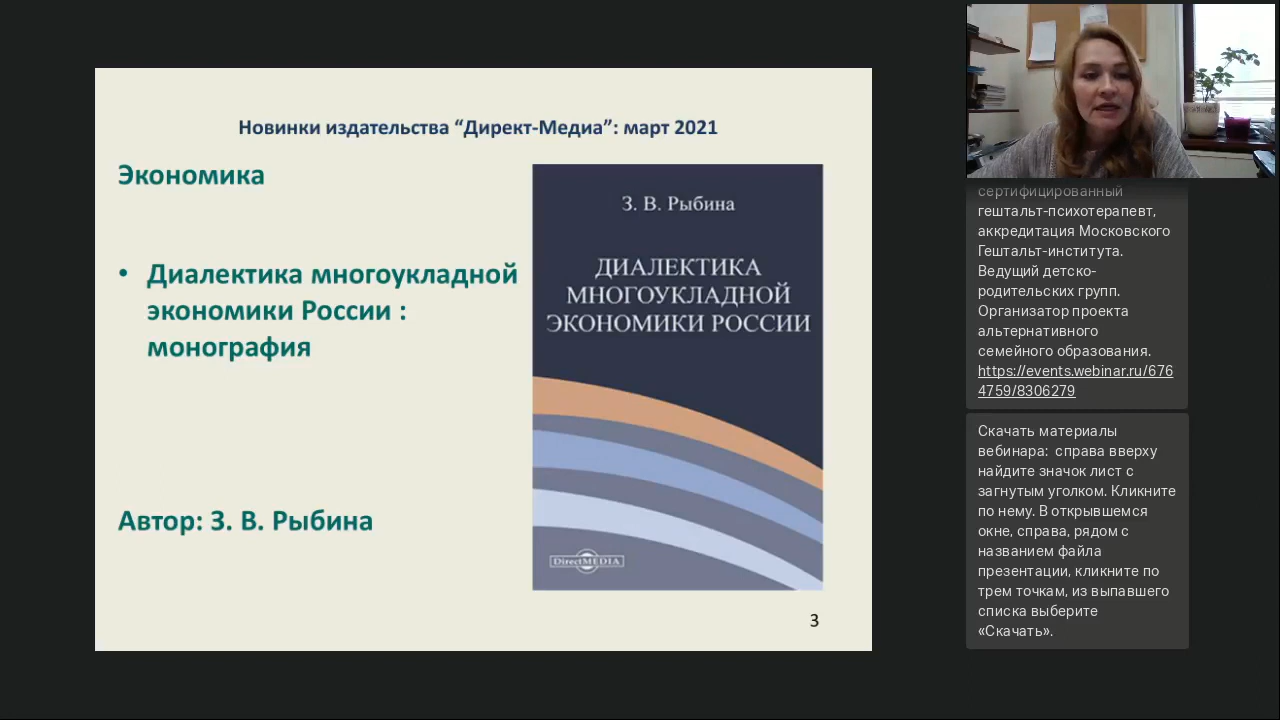 Новинки издательства “Директ-Медиа”: март 2021
Экономика
• Диалектика многоукладной
экономики России :
монография
Автор: З. В. Рыбина
З. В. Рыбина
ДИАЛЕКТИКА
МНОГОУКЛАДНОЙ
ЭКОНОМИКИ РОССИИ
DirectMEDIA
3
сертифицированный
гештальт-психотерапевт,
аккредитация Московского
Гештальт-института.
Ведущий детско-
родительских групп.
Организатор проекта
альтернативного
семейного образования.
https://events.webinar.ru/676
4759/8306279
Скачать материалы
вебинара:  справа вверху
найдите значок лист с
загнутым уголком. Кликните
по нему. В открывшемся
окне, справа, рядом с
названием файла
презентации, кликните по
трем точкам, из выпавшего
списка выберите
«Скачать».